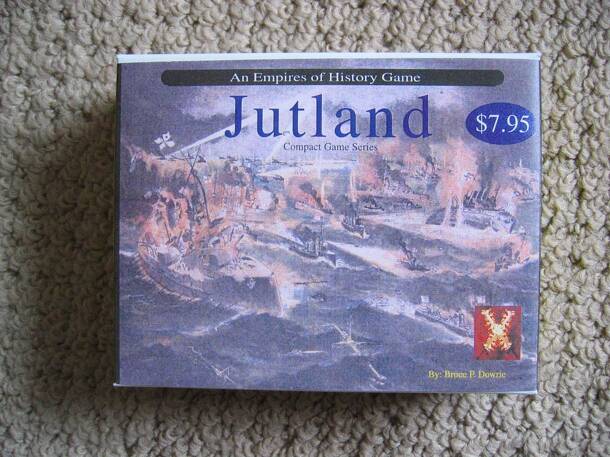 An Empires of History Game
Jutland
$7.95
Compact Game Series
By: Bruce P. Dowrie